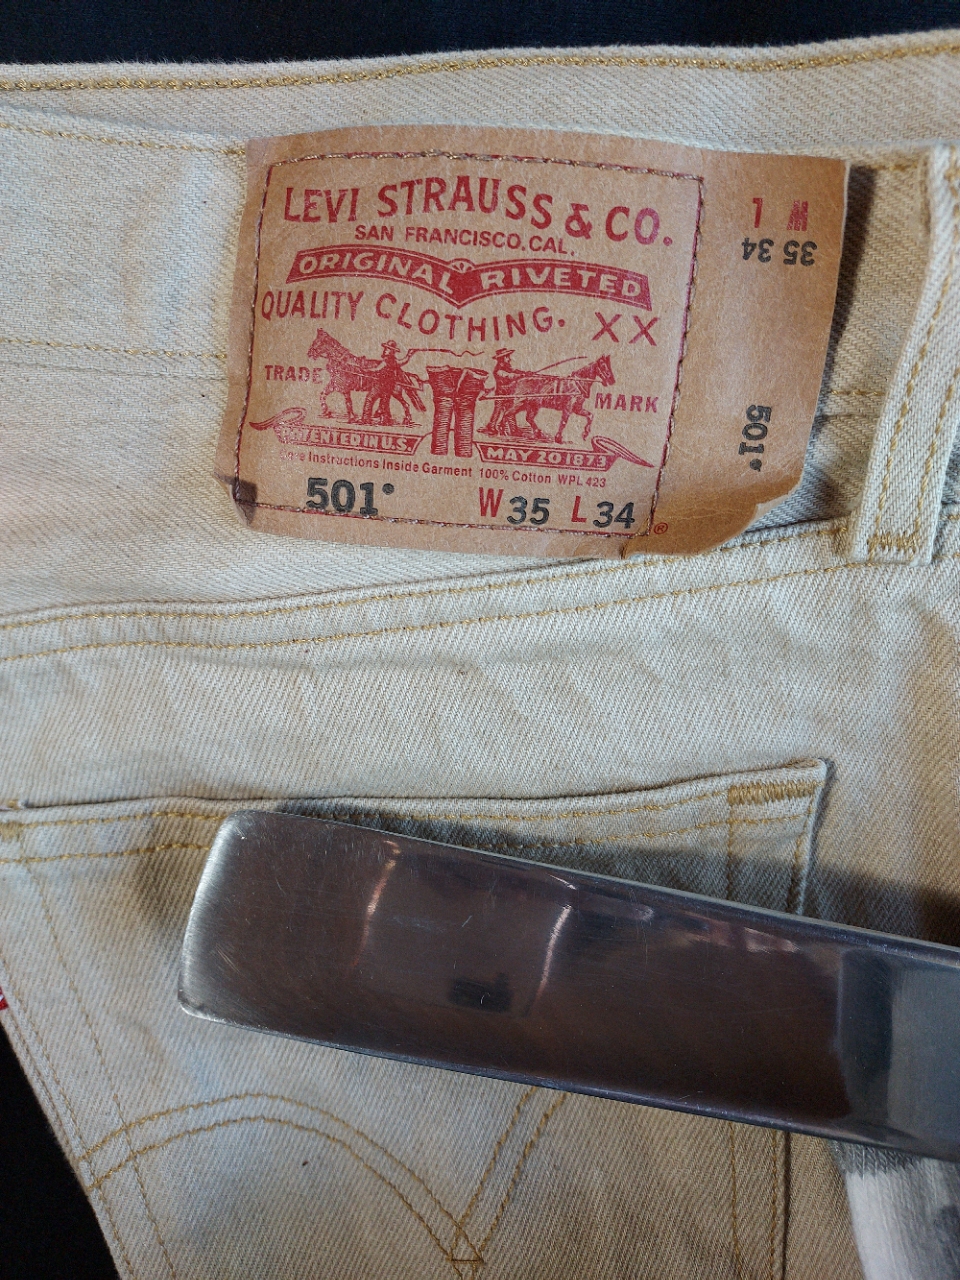 LEVI STRAUSS & CO.
SAN FRANCISCO. CAL.
ORIGINAL RIVETED
QUALITY CLOTHING. XX
TRADE MARK
PATENTED IN U.S. MAY 20 1873
Care Instructions Inside Garment 100% Cotton WPL 423
501® W35 L34
®
L W
35 34
501®